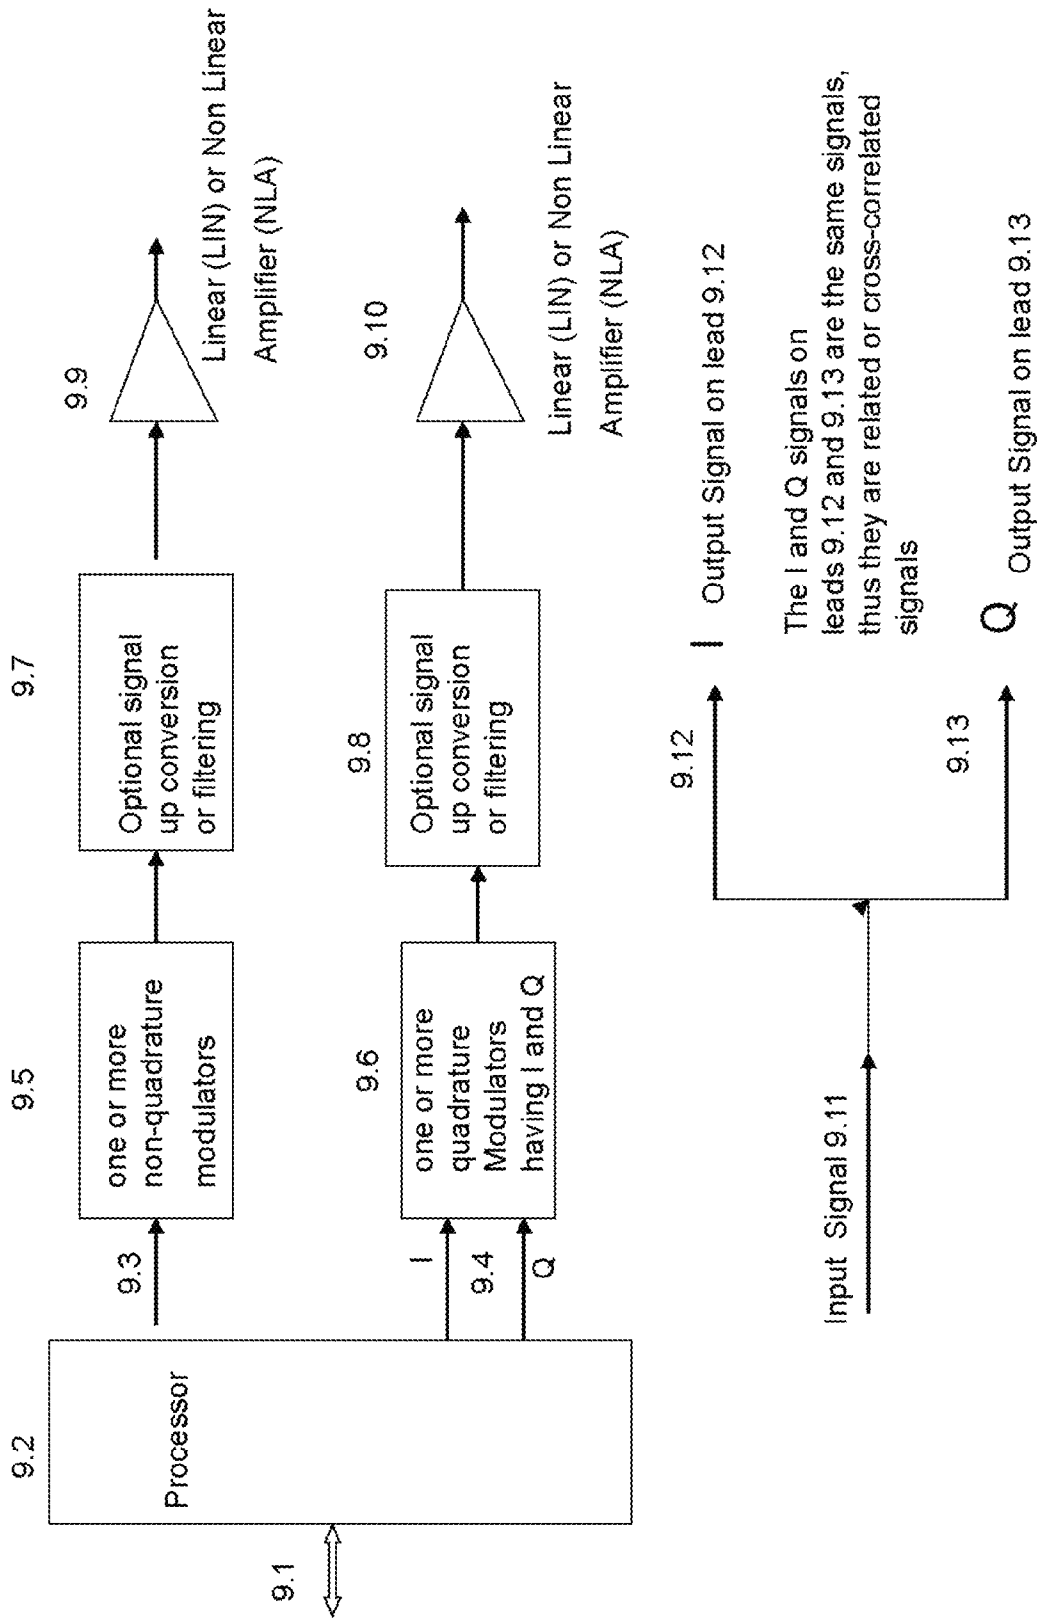 9.1
9.2
Processor
9.3
9.5
one or more
non-quadrature
modulators
9.7
Optional signal
up conversion
or filtering
9.9
Linear (LIN) or Non Linear
Amplifier (NLA)
I
9.4
Q
9.6
one or more
quadrature
Modulators
having I and Q
9.8
Optional signal
up conversion
or filtering
9.10
Linear (LIN) or Non Linear
Amplifier (NLA)
Input Signal 9.11
9.12
I Output Signal on lead 9.12
The I and Q signals on
leads 9.12 and 9.13 are the same signals,
thus they are related or cross-correlated
signals
9.13
Q Output Signal on lead 9.13